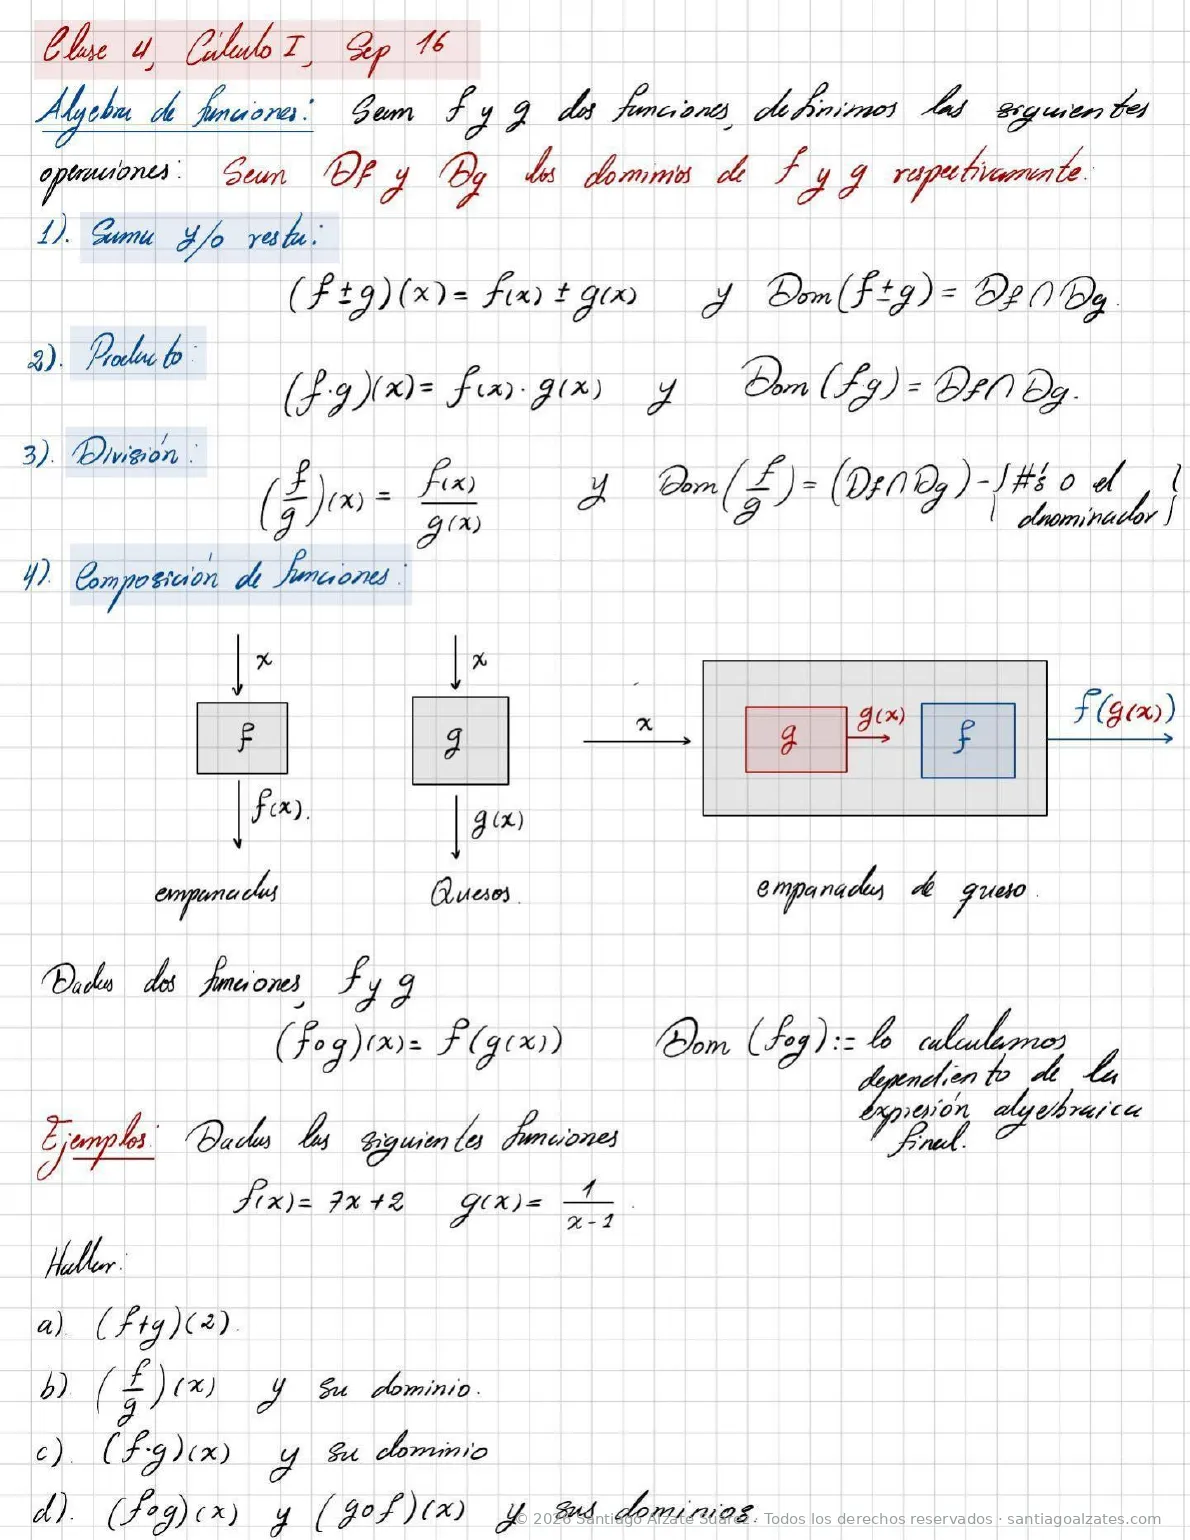 Clase 4, Cálculo I, Sep 16
Algebra de funciones: Sean f y g dos funciones, definimos las siguientes
operaciones: Sean Df y Dg los dominios de f y g respectivamente.
1). Suma y/o resta:
(f±g)(x) = f(x) ± g(x) y Dom(f±g) = Df ∩ Dg.
2). Producto:
(f·g)(x) = f(x)·g(x) y Dom(fg) = Df ∩ Dg.
3). División:
(f/g)(x) = f(x)/g(x) y Dom(f/g) = (Df ∩ Dg) - {#'s 0 el
dnominador}
4). Composición de funciones:
x x
x g g(x) f f(g(x))
f g
f(x). g(x)
empanadas Quesos. empanadas de queso.
Dadas dos funciones, f y g
(f∘g)(x) = f(g(x)) Dom (f∘g) := lo calculamos
dependiento de la
expresión algebraica
final.
Ejemplos: Dadas las siguientes funciones
f(x) = 7x+2 g(x) = 1/(x-1).
Hallar:
a). (f+g)(2).
b). (f/g)(x) y su dominio.
c). (f·g)(x) y su dominio
d). (f∘g)(x) y (g∘f)(x) y sus dominios.
© 2026 Santiago Alzate Suárez · Todos los derechos reservados · santiagoalzates.com